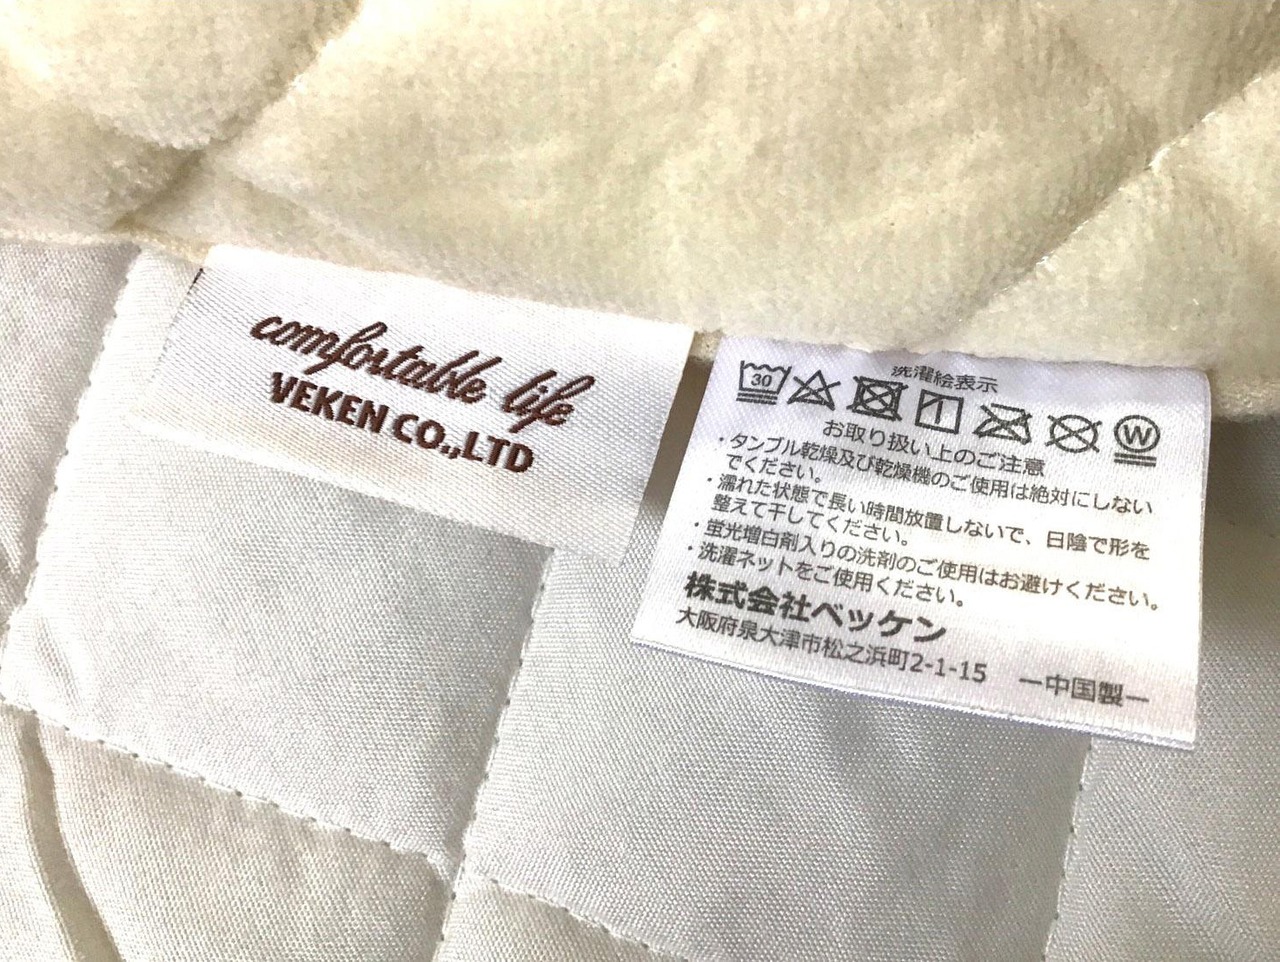 comfortable life
VEKEN CO.,LTD
洗濯絵表示
30
W
お取り扱い上のご注意
・タンブル乾燥及び乾燥機のご使用は絶対にしない
でください。
・濡れた状態で長い時間放置しないで、日陰で形を
整えて干してください。
・蛍光増白剤入りの洗剤のご使用はお避けください。
・洗濯ネットをご使用ください。
株式会社ベッケン
大阪府泉大津市松之浜町2-1-15 ー中国製ー